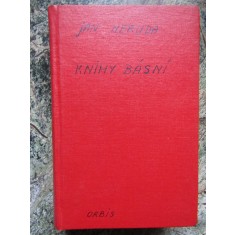 JAN NERUDA
KNIHY BÁSNÍ
ORBIS